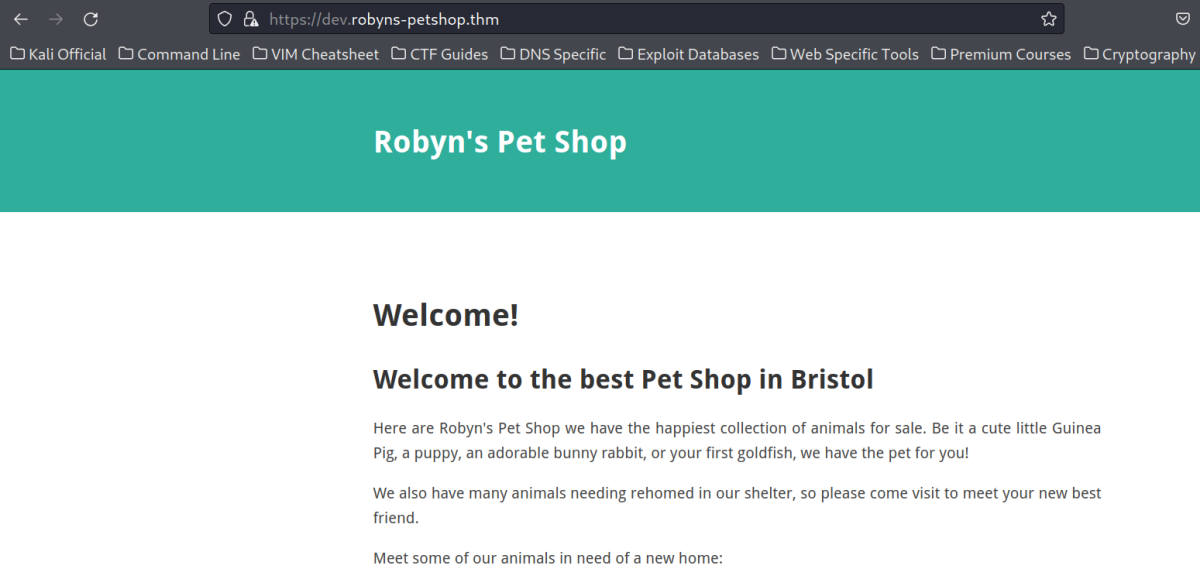 https://dev.robyns-petshop.thm
Kali Official Command Line VIM Cheatsheet CTF Guides DNS Specific Exploit Databases Web Specific Tools Premium Courses Cryptography
Robyn's Pet Shop
Welcome!
Welcome to the best Pet Shop in Bristol
Here are Robyn's Pet Shop we have the happiest collection of animals for sale. Be it a cute little Guinea
Pig, a puppy, an adorable bunny rabbit, or your first goldfish, we have the pet for you!
We also have many animals needing rehomed in our shelter, so please come visit to meet your new best
friend.
Meet some of our animals in need of a new home: